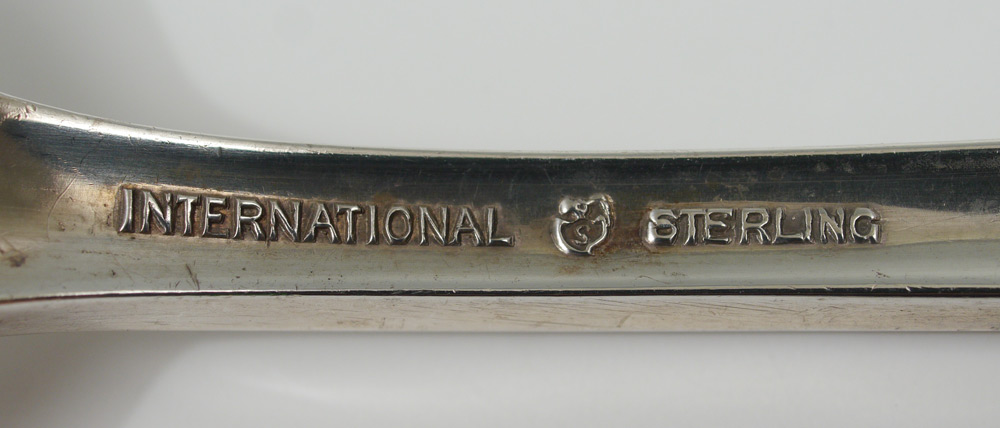 INTERNATIONAL S STERLING